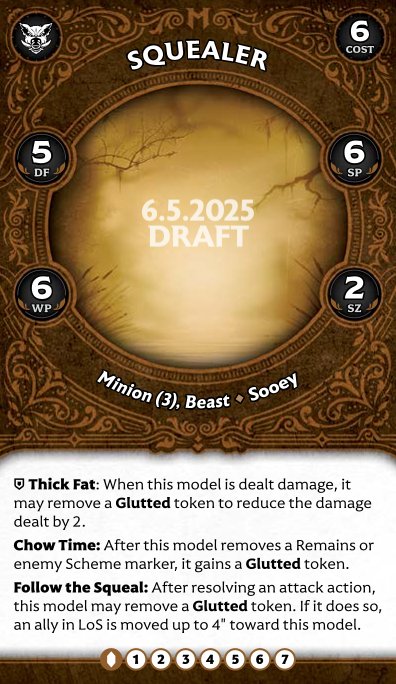 M
SQUEALER
6
COST
5
DF
6
SP
6.5.2025
DRAFT
6
WP
2
SZ
Minion (3), Beast ♦ Sooey
Thick Fat: When this model is dealt damage, it
may remove a Glutted token to reduce the damage
dealt by 2.
Chow Time: After this model removes a Remains or
enemy Scheme marker, it gains a Glutted token.
Follow the Squeal: After resolving an attack action,
this model may remove a Glutted token. If it does so,
an ally in LoS is moved up to 4" toward this model.
1 2 3 4 5 6 7